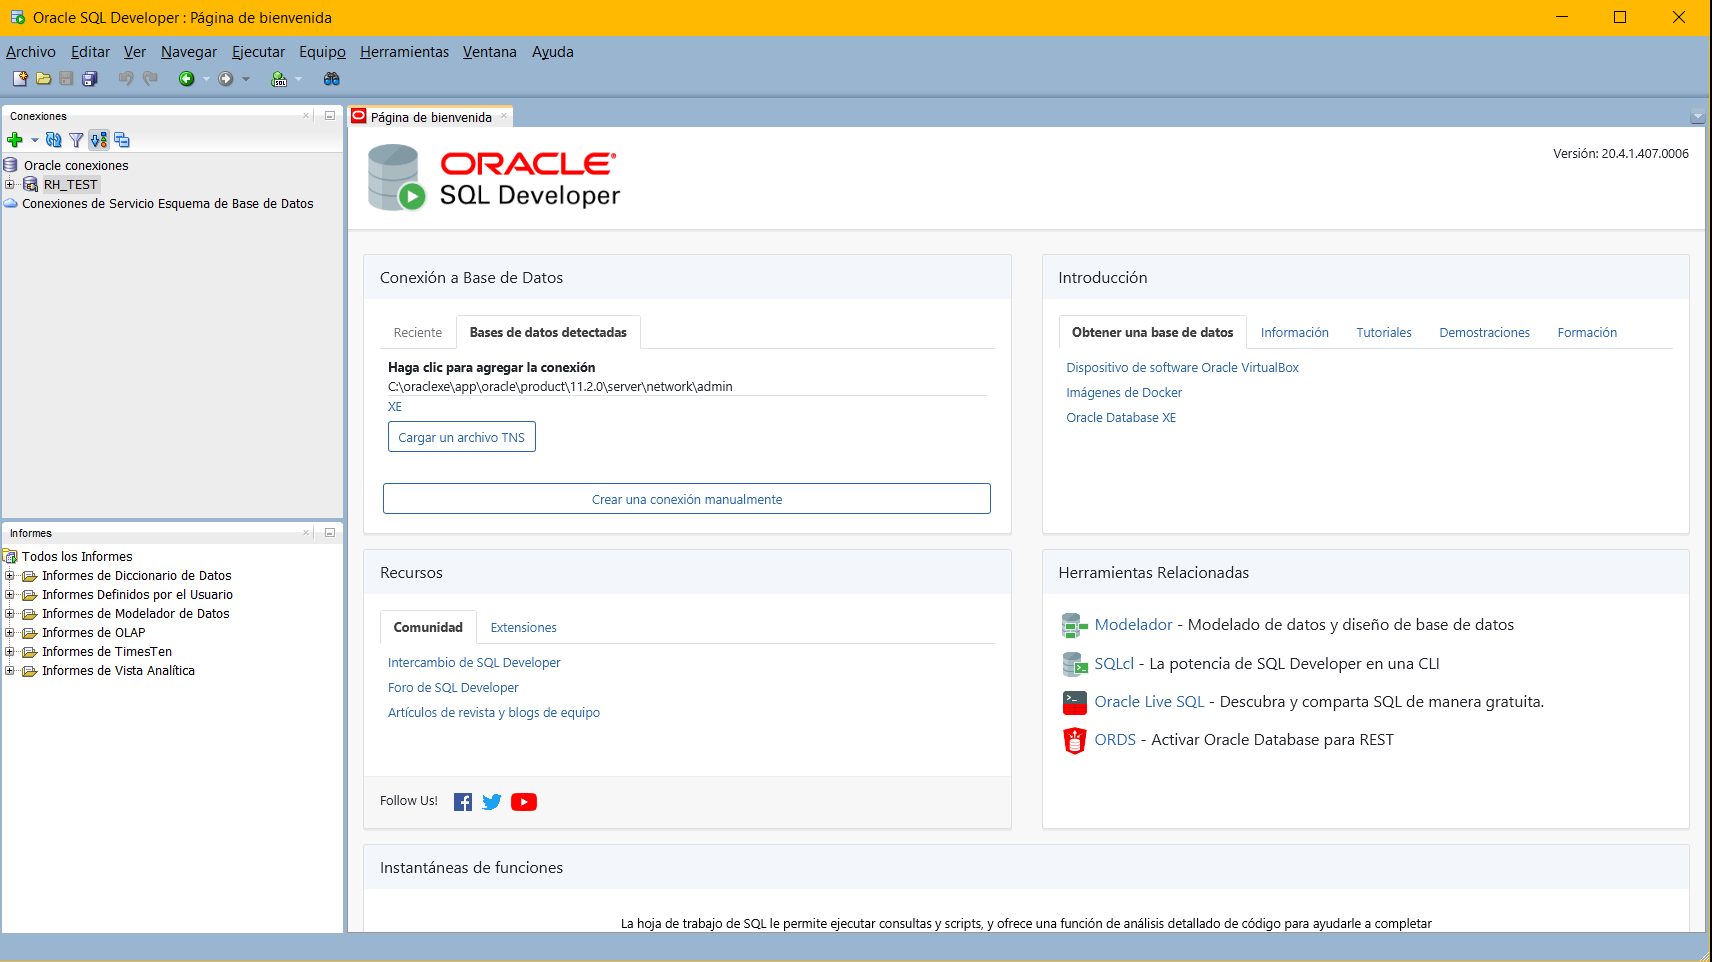 Oracle SQL Developer : Página de bienvenida
Archivo Editar Ver Navegar Ejecutar Equipo Herramientas Ventana Ayuda
SQL
Conexiones
Oracle conexiones
RH_TEST
Conexiones de Servicio Esquema de Base de Datos
Informes
Todos los Informes
Informes de Diccionario de Datos
Informes Definidos por el Usuario
Informes de Modelador de Datos
Informes de OLAP
Informes de TimesTen
Informes de Vista Analítica
Página de bienvenida
ORACLE
SQL Developer
Versión: 20.4.1.407.0006
Conexión a Base de Datos
Reciente Bases de datos detectadas
Haga clic para agregar la conexión
C:\oraclexe\app\oracle\product\11.2.0\server\network\admin
XE
Cargar un archivo TNS
Crear una conexión manualmente
Introducción
Obtener una base de datos Información Tutoriales Demostraciones Formación
Dispositivo de software Oracle VirtualBox
Imágenes de Docker
Oracle Database XE
Recursos
Comunidad Extensiones
Intercambio de SQL Developer
Foro de SQL Developer
Artículos de revista y blogs de equipo
Follow Us!
Herramientas Relacionadas
Modelador - Modelado de datos y diseño de base de datos
SQLcl - La potencia de SQL Developer en una CLI
Oracle Live SQL - Descubra y comparta SQL de manera gratuita.
ORDS - Activar Oracle Database para REST
Instantáneas de funciones
La hoja de trabajo de SQL le permite ejecutar consultas y scripts, y ofrece una función de análisis detallado de código para ayudarle a completar